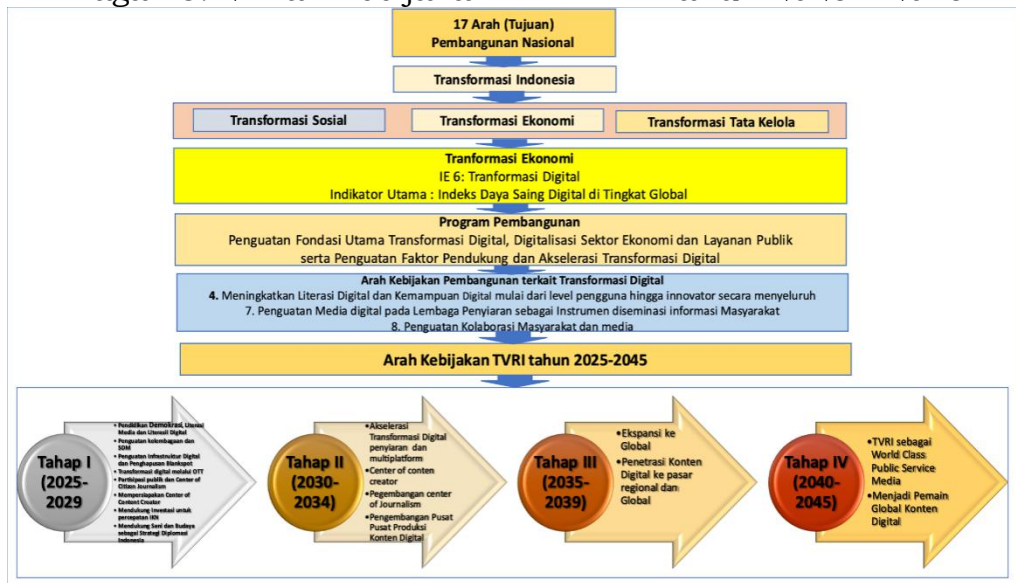 17 Arah (Tujuan)
Pembangunan Nasional
Transformasi Indonesia
Transformasi Sosial
Transformasi Ekonomi
Transformasi Tata Kelola
Tranformasi Ekonomi
IE 6: Tranformasi Digital
Indikator Utama : Indeks Daya Saing Digital di Tingkat Global
Program Pembangunan
Penguatan Fondasi Utama Transformasi Digital, Digitalisasi Sektor Ekonomi dan Layanan Publik
serta Penguatan Faktor Pendukung dan Akselerasi Transformasi Digital
Arah Kebijakan Pembangunan terkait Transformasi Digital
4. Meningkatkan Literasi Digital dan Kemampuan Digital mulai dari level pengguna hingga innovator secara menyeluruh
7. Penguatan Media digital pada Lembaga Penyiaran sebagai Instrumen diseminasi informasi Masyarakat
8. Penguatan Kolaborasi Masyarakat dan media
Arah Kebijakan TVRI tahun 2025-2045
Tahap I
(2025-
2029
• Pendidikan Demokrasi, Literasi
Media dan Literasii Digital
• Penguatan kelembagaan dan
SDM
• Penguatan Infrastruktur Digital
dan Penghapusan Blankspot
• Transformasi digital melalui OTT
• Partisipasi publik dan Center of
Citizen Journalism
• Mempersiapakan Center of
Content Creator
• Mendukung Investasi untuk
percepatan IKN
• Mendukung Seni dan Budaya
sebagai Strategi Diplomasi
Indonesia
Tahap II
(2030-
2034)
•Akselerasi
Transformasi Digital
penyiaran dan
multiplatform
•Center of conten
creator
•Pegembangan center
of Journalism
•Pengembangan Pusat
Pusat Produksi
Konten Digital
Tahap III
(2035-
2039)
•Ekspansi ke
Global
•Penetrasi Konten
Digital ke pasar
regional dan
Global
Tahap IV
(2040-
2045)
•TVRI sebagai
World Class
Public Service
Media
•Menjadi Pemain
Global Konten
Digital